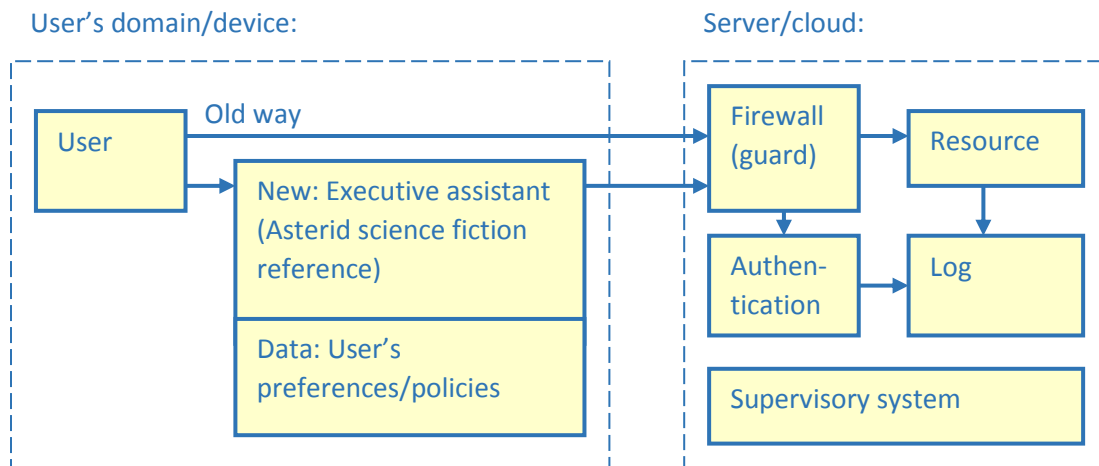 User’s domain/device:
Server/cloud:
Old way
User
Firewall
(guard)
Resource
New: Executive assistant
(Asterid science fiction
reference)
Authen-
tication
Log
Data: User’s
preferences/policies
Supervisory system